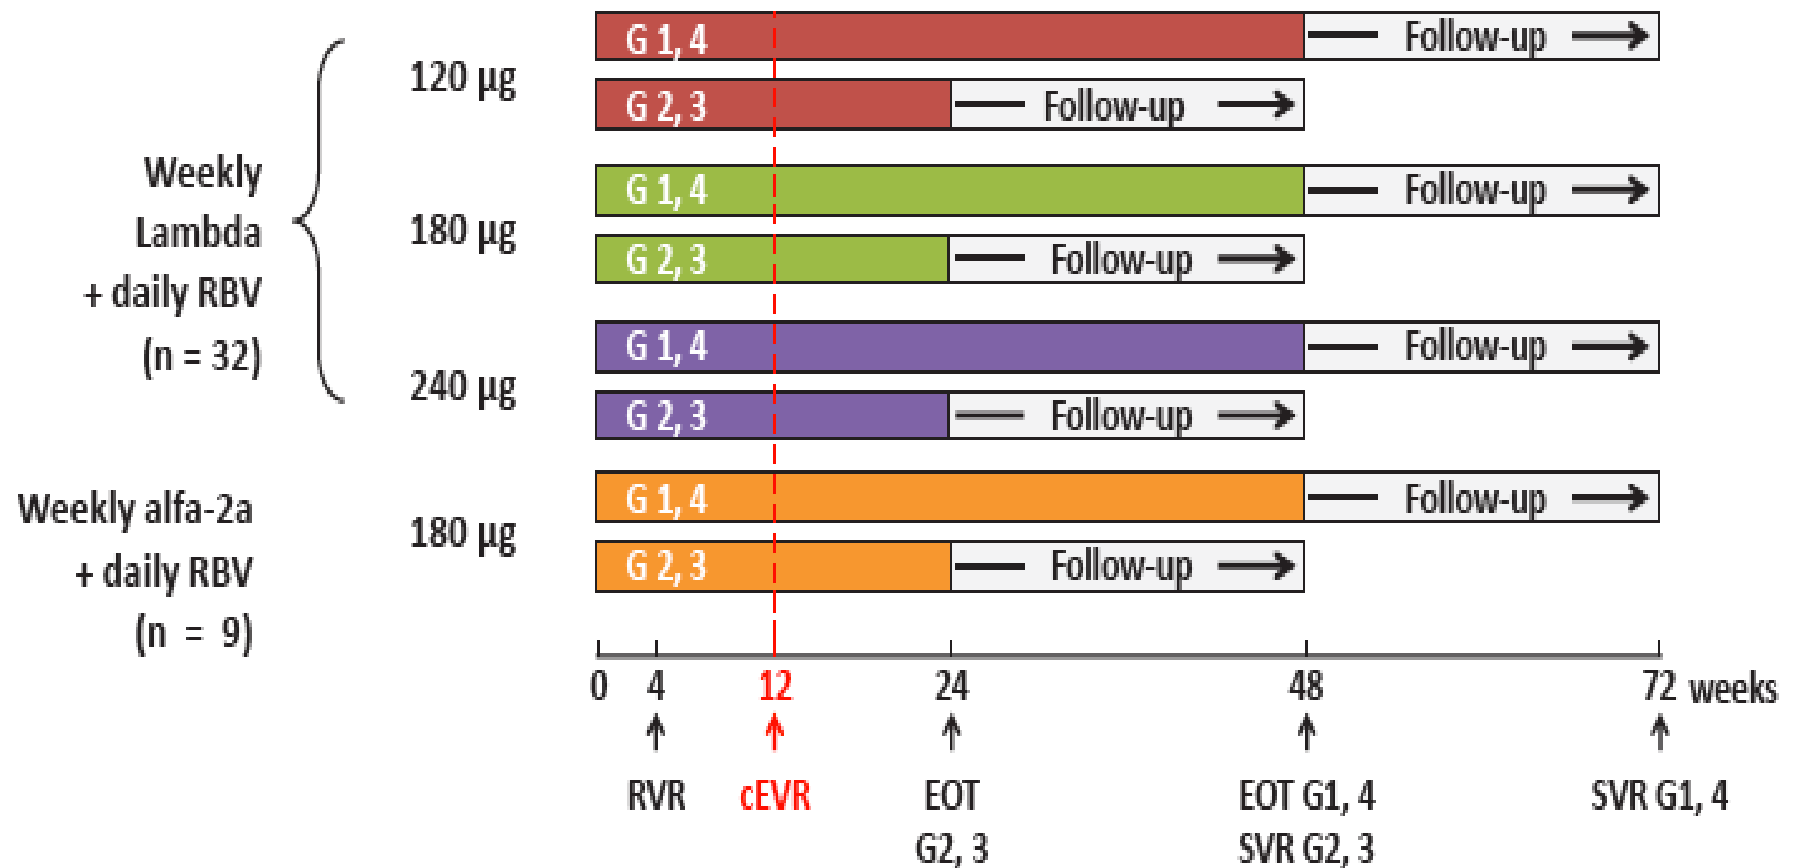 Weekly
Lambda
+ daily RBV
(n = 32)
120 µg
G 1, 4 Follow-up
G 2, 3 Follow-up
180 µg
G 1, 4 Follow-up
G 2, 3 Follow-up
240 µg
G 1, 4 Follow-up
G 2, 3 Follow-up
Weekly alfa-2a
+ daily RBV
(n = 9)
180 µg
G 1, 4 Follow-up
G 2, 3 Follow-up
0 4 12 24 48 72 weeks
RVR cEVR EOT EOT G1, 4 SVR G1, 4
G2, 3 SVR G2, 3